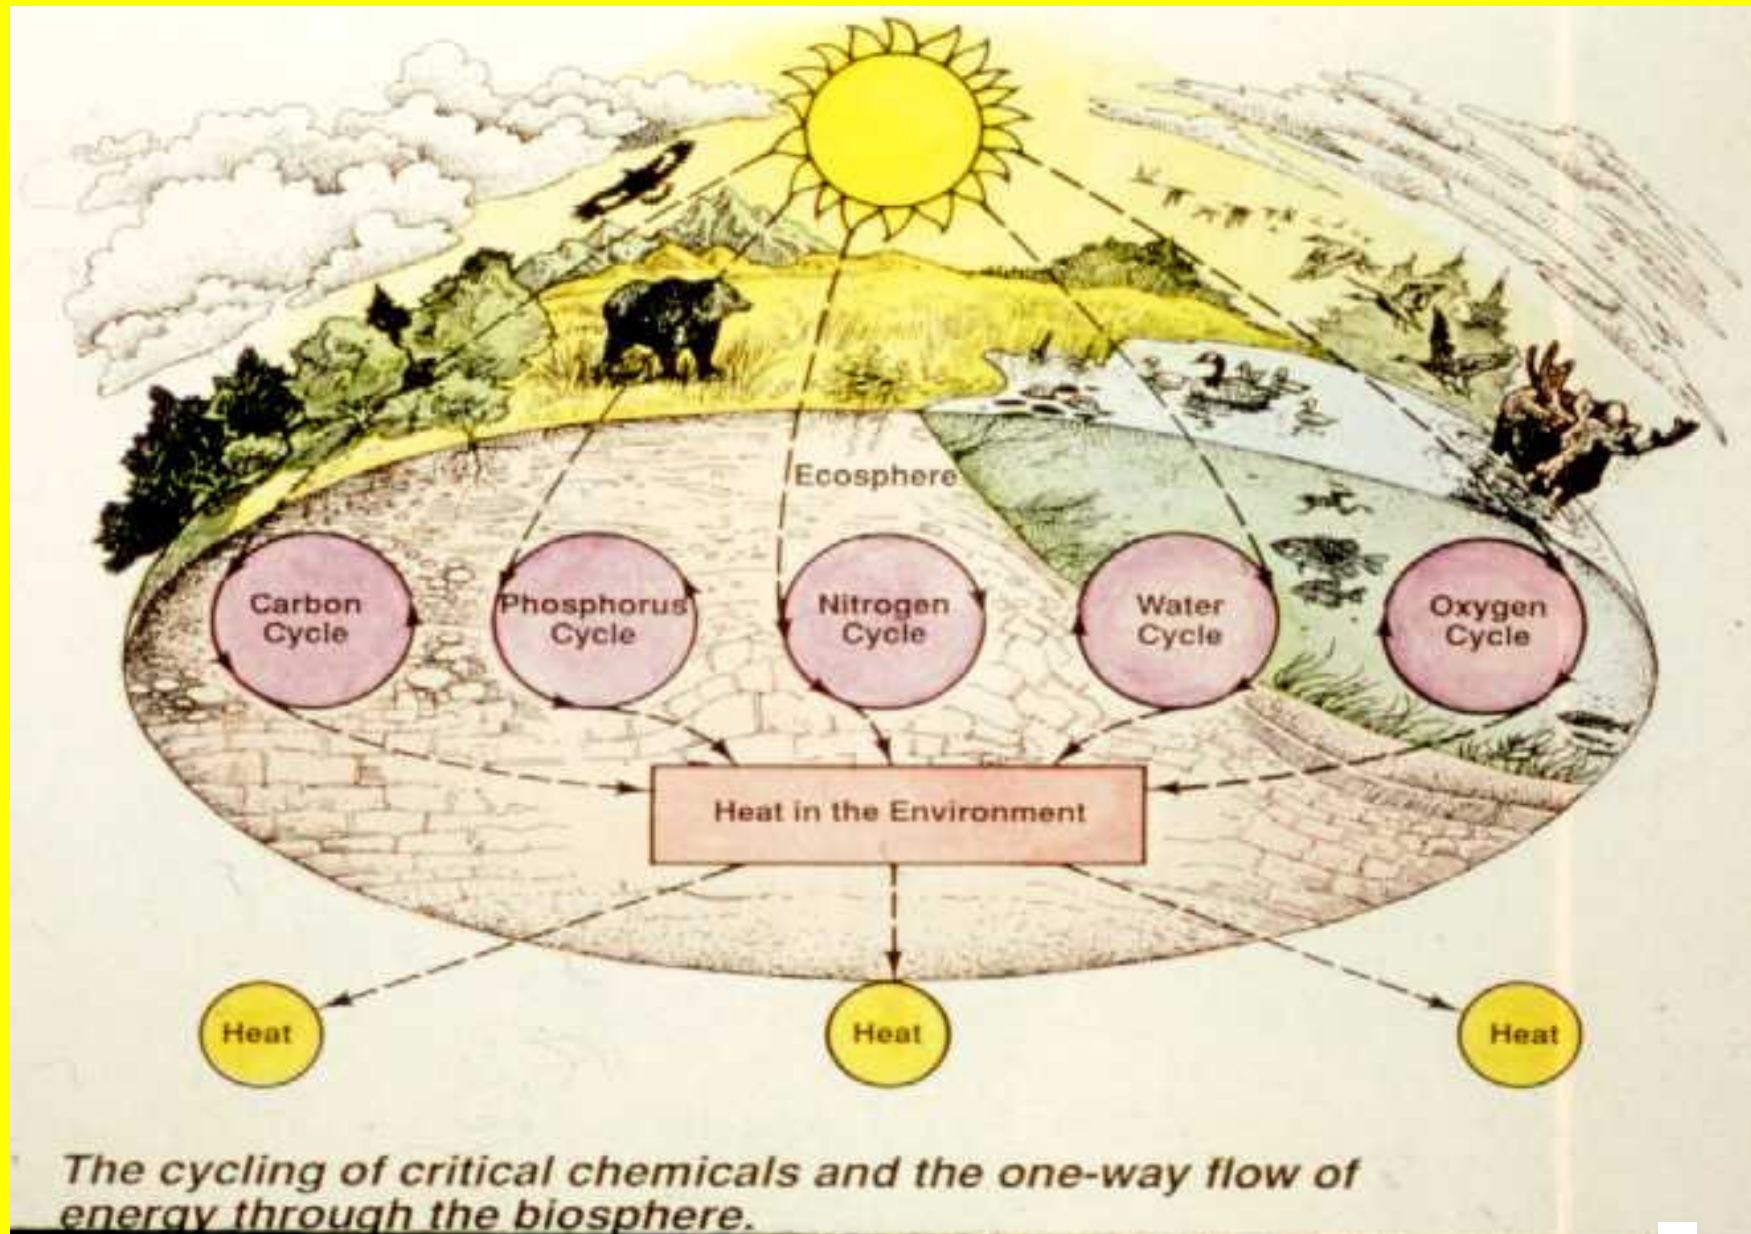 Ecosphere
Carbon
Cycle
Phosphorus
Cycle
Nitrogen
Cycle
Water
Cycle
Oxygen
Cycle
Heat in the Environment
Heat
Heat
Heat
The cycling of critical chemicals and the one-way flow of
energy through the biosphere.